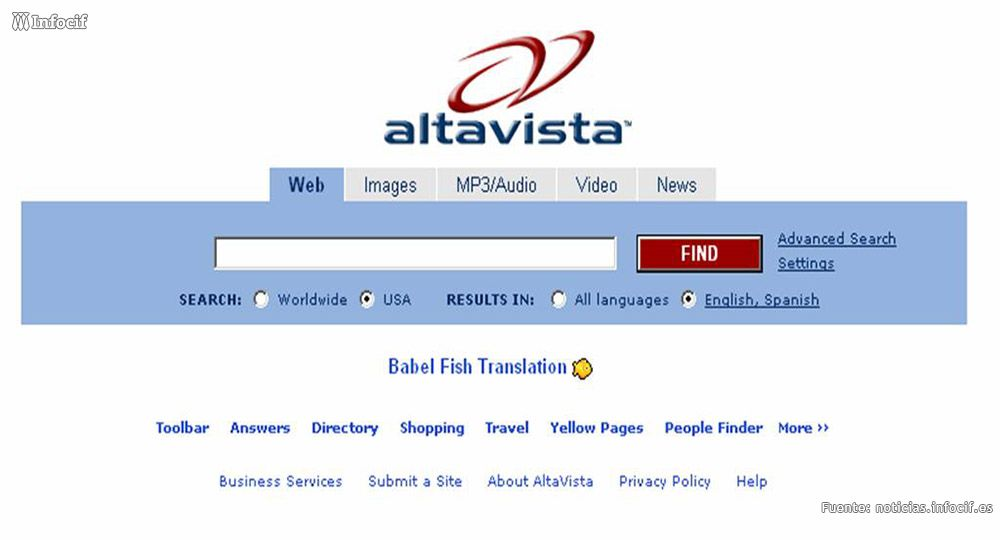 Infocif
altavista™
Web Images MP3/Audio Video News
FIND Advanced Search
Settings
SEARCH: Worldwide USA RESULTS IN: All languages English, Spanish
Babel Fish Translation
Toolbar Answers Directory Shopping Travel Yellow Pages People Finder More >>
Business Services Submit a Site About AltaVista Privacy Policy Help
Fuente: noticias.infocif.es